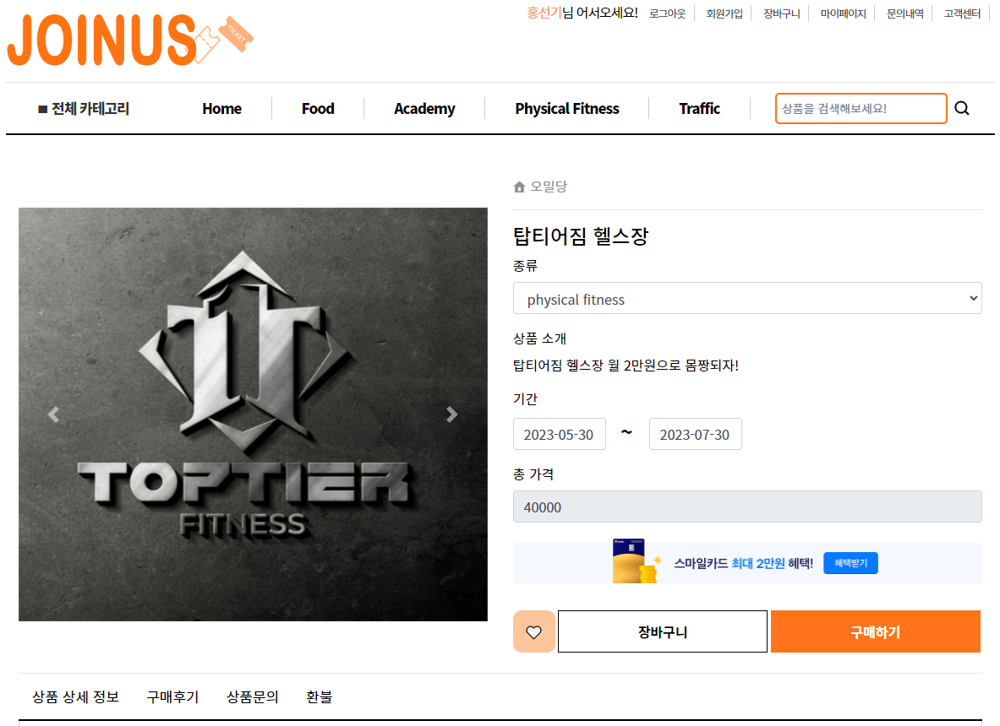 홍선기님 어서오세요! 로그아웃 회원가입 장바구니 마이페이지 문의내역 고객센터
JOINUS TICKET
■ 전체 카테고리 Home Food Academy Physical Fitness Traffic 상품을 검색해보세요!
오밀당
탑티어짐 헬스장
종류
physical fitness
상품 소개
탑티어짐 헬스장 월 2만원으로 몸짱되자!
기간
2023-05-30 ~ 2023-07-30
총 가격
40000
스마일카드 최대 2만원 혜택! 혜택받기
장바구니 구매하기
TOPTIER
FITNESS
상품 상세 정보 구매후기 상품문의 환불